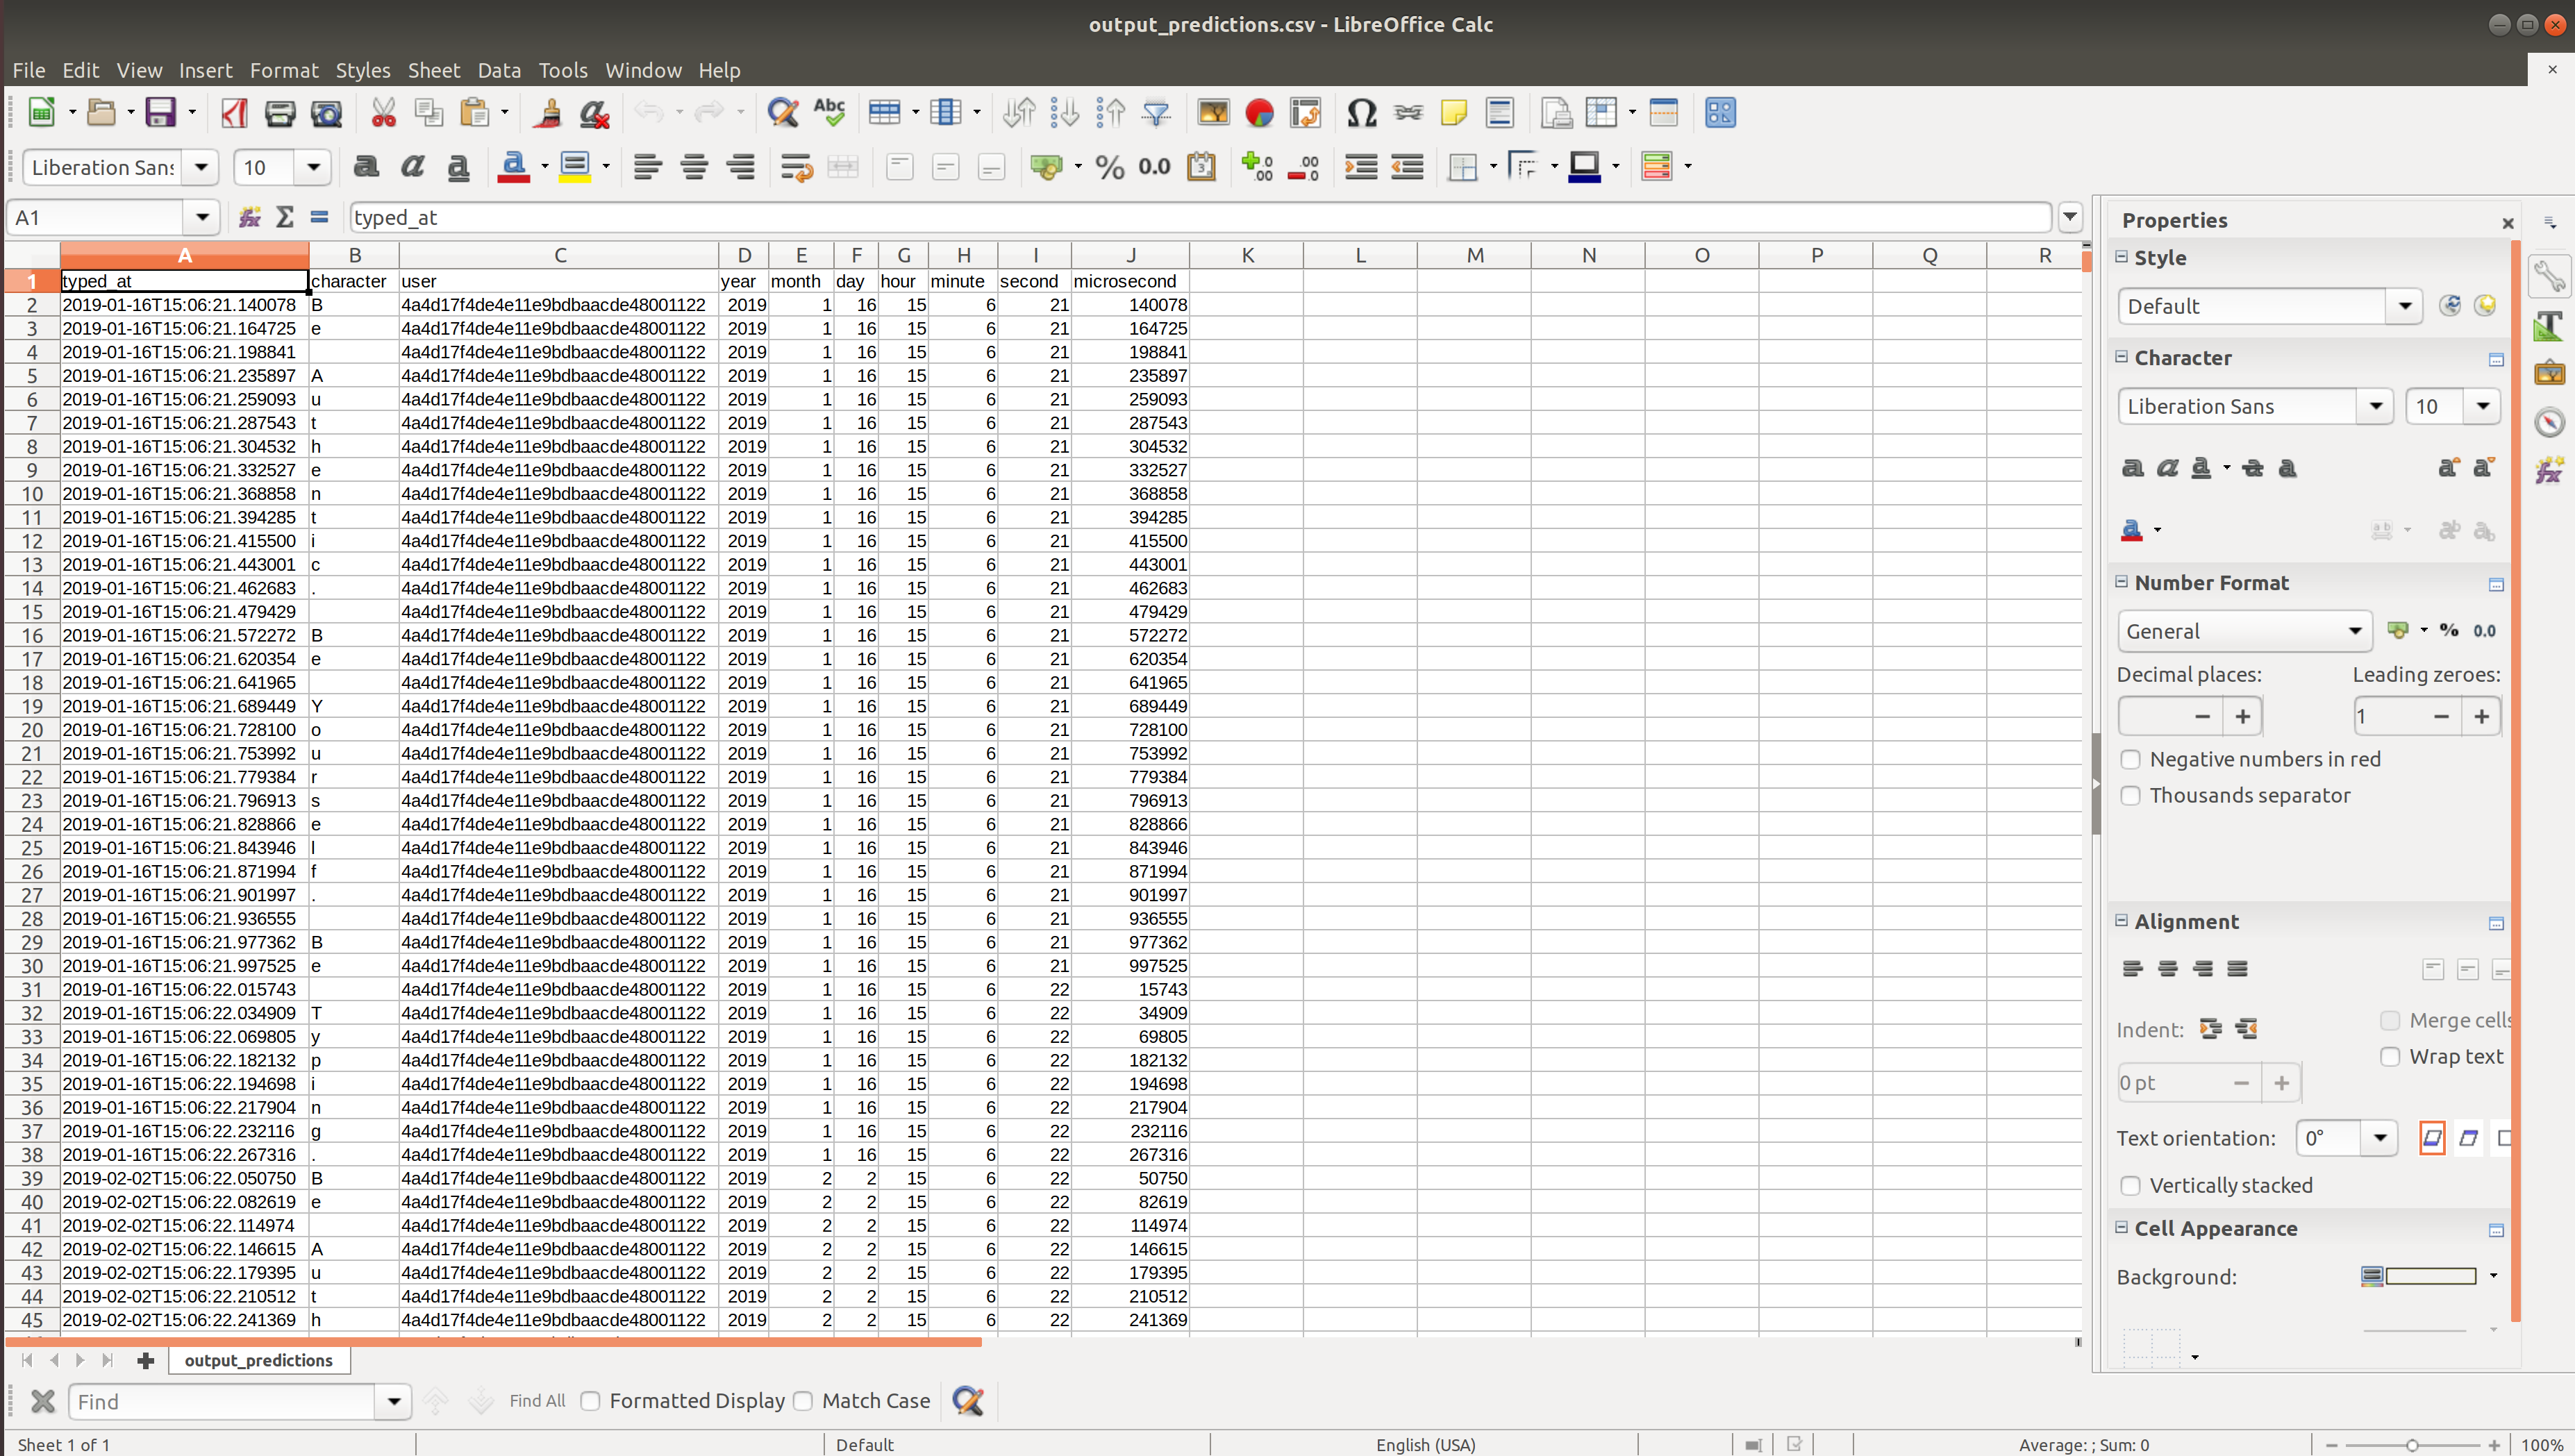 output_predictions.csv - LibreOffice Calc
File Edit View Insert Format Styles Sheet Data Tools Window Help
Liberation Sans 10
A1 typed_at
A B C D E F G H I J K L M N O P Q R
1 typed_at character user year month day hour minute second microsecond
2 2019-01-16T15:06:21.140078 B 4a4d17f4de4e11e9bdbaacde48001122 2019 1 16 15 6 21 140078
3 2019-01-16T15:06:21.164725 e 4a4d17f4de4e11e9bdbaacde48001122 2019 1 16 15 6 21 164725
4 2019-01-16T15:06:21.198841 4a4d17f4de4e11e9bdbaacde48001122 2019 1 16 15 6 21 198841
5 2019-01-16T15:06:21.235897 A 4a4d17f4de4e11e9bdbaacde48001122 2019 1 16 15 6 21 235897
6 2019-01-16T15:06:21.259093 u 4a4d17f4de4e11e9bdbaacde48001122 2019 1 16 15 6 21 259093
7 2019-01-16T15:06:21.287543 t 4a4d17f4de4e11e9bdbaacde48001122 2019 1 16 15 6 21 287543
8 2019-01-16T15:06:21.304532 h 4a4d17f4de4e11e9bdbaacde48001122 2019 1 16 15 6 21 304532
9 2019-01-16T15:06:21.332527 e 4a4d17f4de4e11e9bdbaacde48001122 2019 1 16 15 6 21 332527
10 2019-01-16T15:06:21.368858 n 4a4d17f4de4e11e9bdbaacde48001122 2019 1 16 15 6 21 368858
11 2019-01-16T15:06:21.394285 t 4a4d17f4de4e11e9bdbaacde48001122 2019 1 16 15 6 21 394285
12 2019-01-16T15:06:21.415500 i 4a4d17f4de4e11e9bdbaacde48001122 2019 1 16 15 6 21 415500
13 2019-01-16T15:06:21.443001 c 4a4d17f4de4e11e9bdbaacde48001122 2019 1 16 15 6 21 443001
14 2019-01-16T15:06:21.462683 . 4a4d17f4de4e11e9bdbaacde48001122 2019 1 16 15 6 21 462683
15 2019-01-16T15:06:21.479429 4a4d17f4de4e11e9bdbaacde48001122 2019 1 16 15 6 21 479429
16 2019-01-16T15:06:21.572272 B 4a4d17f4de4e11e9bdbaacde48001122 2019 1 16 15 6 21 572272
17 2019-01-16T15:06:21.620354 e 4a4d17f4de4e11e9bdbaacde48001122 2019 1 16 15 6 21 620354
18 2019-01-16T15:06:21.641965 4a4d17f4de4e11e9bdbaacde48001122 2019 1 16 15 6 21 641965
19 2019-01-16T15:06:21.689449 Y 4a4d17f4de4e11e9bdbaacde48001122 2019 1 16 15 6 21 689449
20 2019-01-16T15:06:21.728100 o 4a4d17f4de4e11e9bdbaacde48001122 2019 1 16 15 6 21 728100
21 2019-01-16T15:06:21.753992 u 4a4d17f4de4e11e9bdbaacde48001122 2019 1 16 15 6 21 753992
22 2019-01-16T15:06:21.779384 r 4a4d17f4de4e11e9bdbaacde48001122 2019 1 16 15 6 21 779384
23 2019-01-16T15:06:21.796913 s 4a4d17f4de4e11e9bdbaacde48001122 2019 1 16 15 6 21 796913
24 2019-01-16T15:06:21.828866 e 4a4d17f4de4e11e9bdbaacde48001122 2019 1 16 15 6 21 828866
25 2019-01-16T15:06:21.843946 l 4a4d17f4de4e11e9bdbaacde48001122 2019 1 16 15 6 21 843946
26 2019-01-16T15:06:21.871994 f 4a4d17f4de4e11e9bdbaacde48001122 2019 1 16 15 6 21 871994
27 2019-01-16T15:06:21.901997 . 4a4d17f4de4e11e9bdbaacde48001122 2019 1 16 15 6 21 901997
28 2019-01-16T15:06:21.936555 4a4d17f4de4e11e9bdbaacde48001122 2019 1 16 15 6 21 936555
29 2019-01-16T15:06:21.977362 B 4a4d17f4de4e11e9bdbaacde48001122 2019 1 16 15 6 21 977362
30 2019-01-16T15:06:21.997525 e 4a4d17f4de4e11e9bdbaacde48001122 2019 1 16 15 6 21 997525
31 2019-01-16T15:06:22.015743 4a4d17f4de4e11e9bdbaacde48001122 2019 1 16 15 6 22 15743
32 2019-01-16T15:06:22.034909 T 4a4d17f4de4e11e9bdbaacde48001122 2019 1 16 15 6 22 34909
33 2019-01-16T15:06:22.069805 y 4a4d17f4de4e11e9bdbaacde48001122 2019 1 16 15 6 22 69805
34 2019-01-16T15:06:22.182132 p 4a4d17f4de4e11e9bdbaacde48001122 2019 1 16 15 6 22 182132
35 2019-01-16T15:06:22.194698 i 4a4d17f4de4e11e9bdbaacde48001122 2019 1 16 15 6 22 194698
36 2019-01-16T15:06:22.217904 n 4a4d17f4de4e11e9bdbaacde48001122 2019 1 16 15 6 22 217904
37 2019-01-16T15:06:22.232116 g 4a4d17f4de4e11e9bdbaacde48001122 2019 1 16 15 6 22 232116
38 2019-01-16T15:06:22.267316 . 4a4d17f4de4e11e9bdbaacde48001122 2019 1 16 15 6 22 267316
39 2019-02-02T15:06:22.050750 B 4a4d17f4de4e11e9bdbaacde48001122 2019 2 2 15 6 22 50750
40 2019-02-02T15:06:22.082619 e 4a4d17f4de4e11e9bdbaacde48001122 2019 2 2 15 6 22 82619
41 2019-02-02T15:06:22.114974 4a4d17f4de4e11e9bdbaacde48001122 2019 2 2 15 6 22 114974
42 2019-02-02T15:06:22.146615 A 4a4d17f4de4e11e9bdbaacde48001122 2019 2 2 15 6 22 146615
43 2019-02-02T15:06:22.179395 u 4a4d17f4de4e11e9bdbaacde48001122 2019 2 2 15 6 22 179395
44 2019-02-02T15:06:22.210512 t 4a4d17f4de4e11e9bdbaacde48001122 2019 2 2 15 6 22 210512
45 2019-02-02T15:06:22.241369 h 4a4d17f4de4e11e9bdbaacde48001122 2019 2 2 15 6 22 241369
output_predictions
Find Find All Formatted Display Match Case
Sheet 1 of 1 Default English (USA) Average: ; Sum: 0 100%
Properties
Style
Default
Character
Liberation Sans 10
Number Format
General % 0.0
Decimal places: Leading zeroes:
1
Negative numbers in red
Thousands separator
Alignment
Indent: Merge cells
Wrap text
0 pt
Text orientation: 0°
Vertically stacked
Cell Appearance
Background: